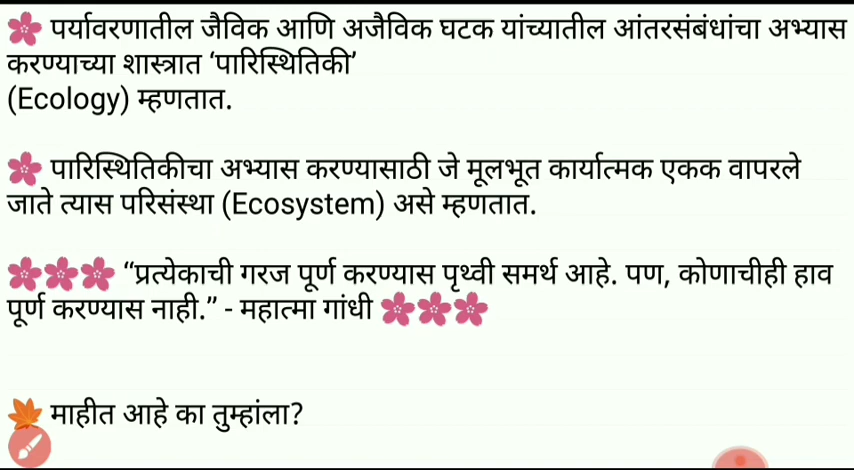 🌸 पर्यावरणातील जैविक आणि अजैविक घटक यांच्यातील आंतरसंबंधांचा अभ्यास
करण्याच्या शास्त्रात ‘पारिस्थितिकी’
(Ecology) म्हणतात.
🌸 पारिस्थितिकीचा अभ्यास करण्यासाठी जे मूलभूत कार्यात्मक एकक वापरले
जाते त्यास परिसंस्था (Ecosystem) असे म्हणतात.
🌸🌸🌸 “प्रत्येकाची गरज पूर्ण करण्यास पृथ्वी समर्थ आहे. पण, कोणाचीही हाव
पूर्ण करण्यास नाही.” - महात्मा गांधी 🌸🌸🌸
🍁 माहीत आहे का तुम्हांला?